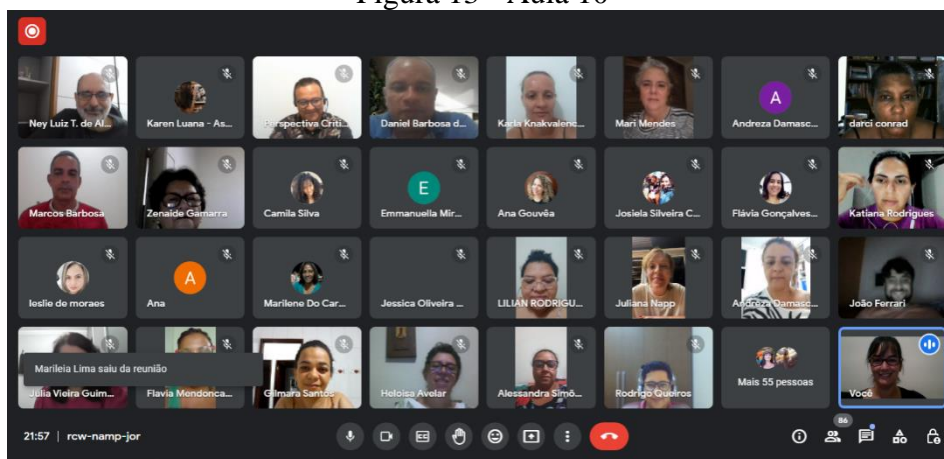 Figura 13 - Aula 10
Ney Luiz T. de Al...
Karen Luana - As...
Perspectiva Críti...
Daniel Barbosa d...
Karla Knakvalenc...
Mari Mendes
A
Andreza Damasc...
darci conrad
Marcos Barbosa
Zenaide Gamarra
Camila Silva
E
Emmanuella Mir...
Ana Gouvêa
Josiela Silveira C...
Flávia Gonçalves...
Katiana Rodrigues
leslie de moraes
A
Ana
Marilene Do Car...
Jessica Oliveira ...
LILIAN RODRIGU...
Juliana Napp
Andreza Damasc...
João Ferrari
Marileia Lima saiu da reunião
Julia Vieira Guim...
Flavia Mendonca...
Gilmara Santos
Heloisa Avelar
Alessandra Simõ...
Rodrigo Queiros
Mais 55 pessoas
Você
21:57 | rcw-namp-jor
86